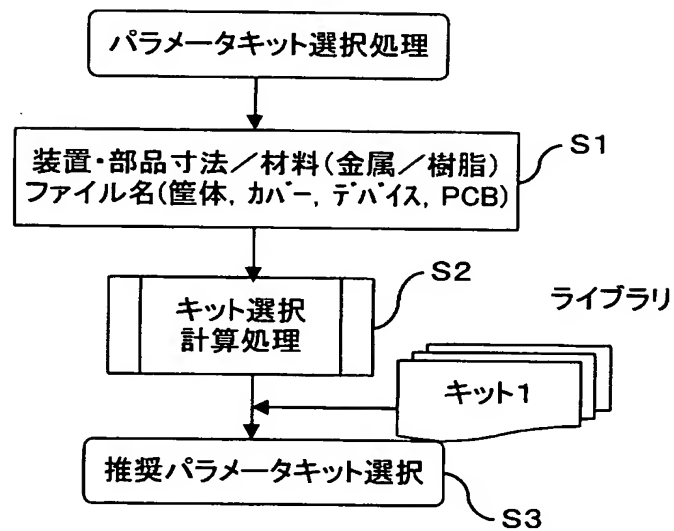 パラメータキット選択処理
装置・部品寸法／材料(金属／樹脂)
ファイル名(筐体, ｶﾊﾞｰ, ﾃﾞﾊﾞｲｽ, PCB)
S1
キット選択
計算処理
S2
ライブラリ
キット1
推奨パラメータキット選択
S3